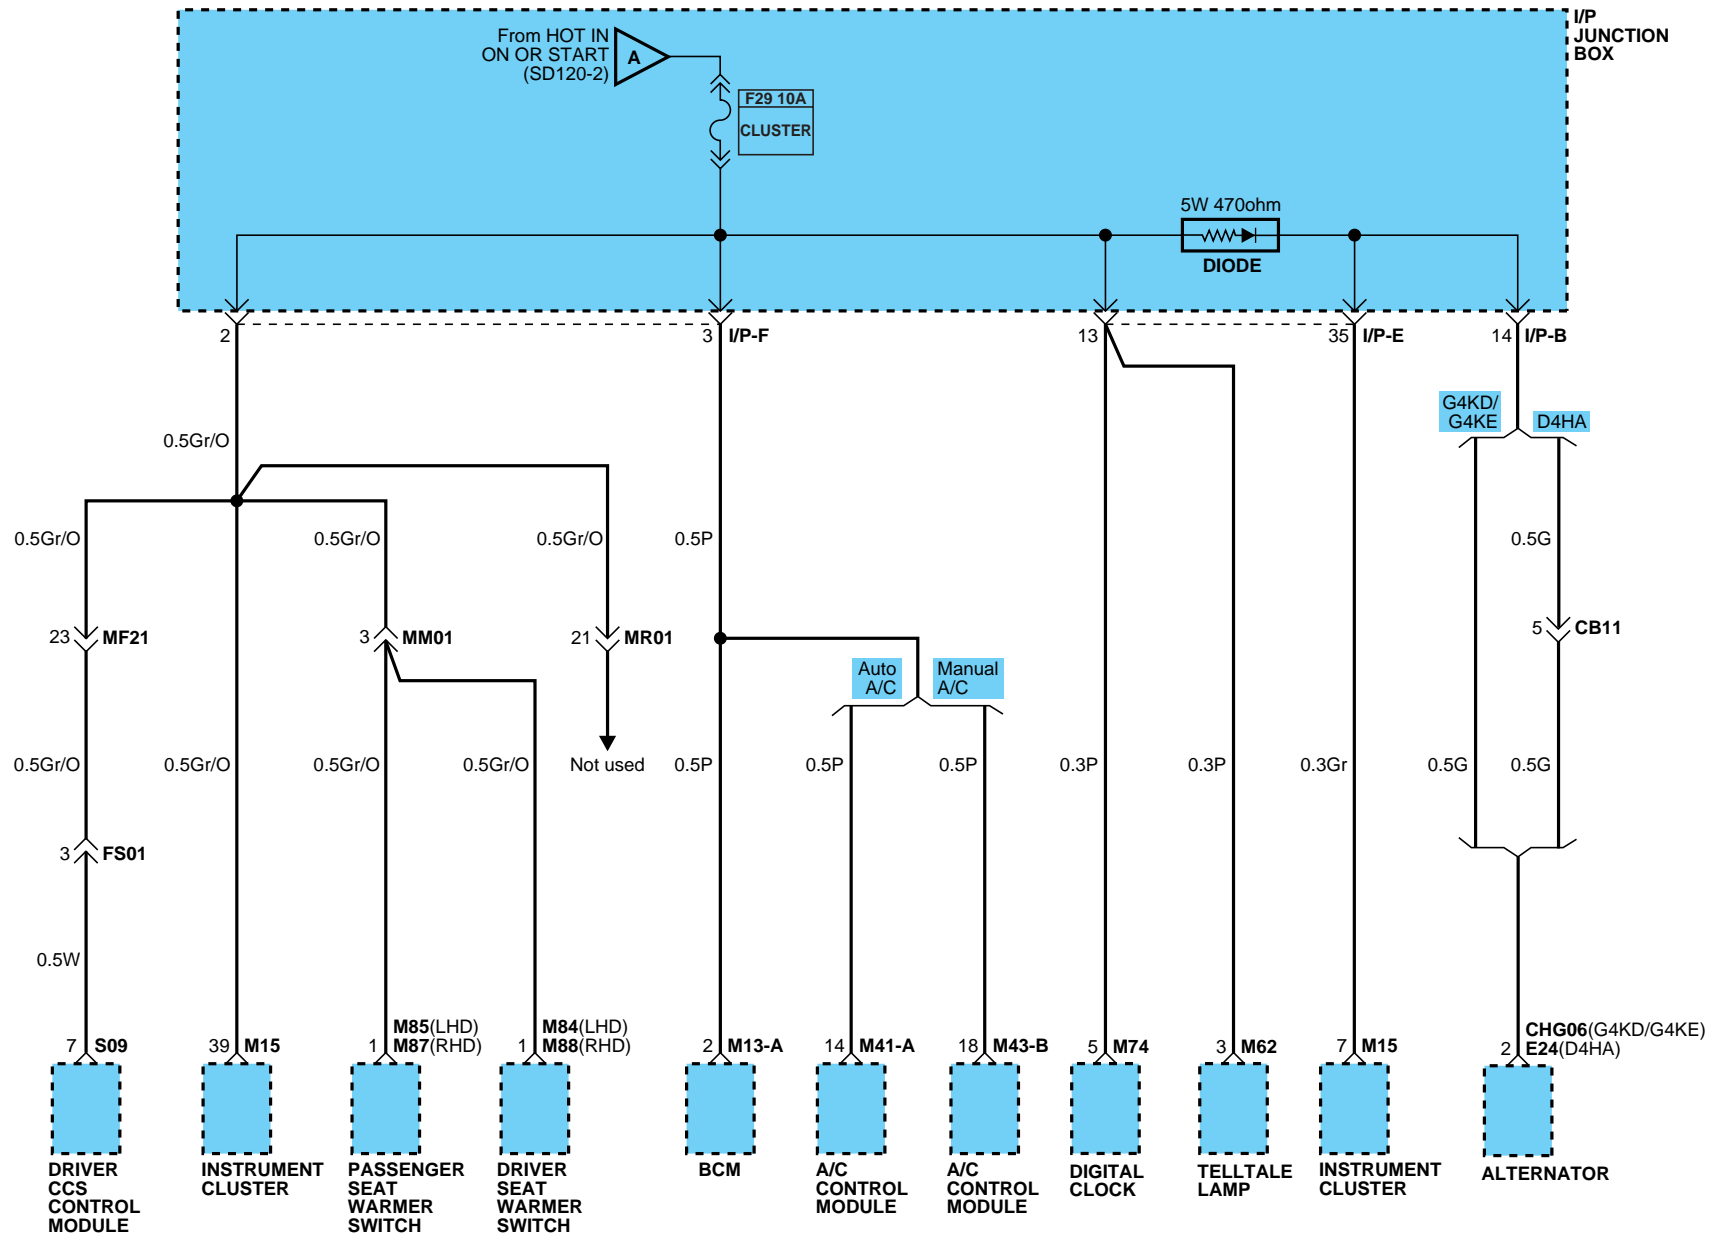 I/P
JUNCTION
BOX
From HOT IN
ON OR START
(SD120-2)
A
F29 10A
CLUSTER
5W 470ohm
DIODE
2
3 I/P-F
13
35 I/P-E
14 I/P-B
G4KD/
G4KE
D4HA
0.5Gr/O
0.5Gr/O
0.5Gr/O
0.5Gr/O
0.5P
0.5G
23 MF21
3 MM01
21 MR01
5 CB11
Auto
A/C
Manual
A/C
0.5Gr/O
0.5Gr/O
0.5Gr/O
0.5Gr/O
Not used
0.5P
0.5P
0.5P
0.3P
0.3P
0.3Gr
0.5G
0.5G
3 FS01
0.5W
7 S09
39 M15
M85(LHD)
1 M87(RHD)
M84(LHD)
1 M88(RHD)
2 M13-A
14 M41-A
18 M43-B
5 M74
3 M62
7 M15
CHG06(G4KD/G4KE)
2 E24(D4HA)
DRIVER
CCS
CONTROL
MODULE
INSTRUMENT
CLUSTER
PASSENGER
SEAT
WARMER
SWITCH
DRIVER
SEAT
WARMER
SWITCH
BCM
A/C
CONTROL
MODULE
A/C
CONTROL
MODULE
DIGITAL
CLOCK
TELLTALE
LAMP
INSTRUMENT
CLUSTER
ALTERNATOR